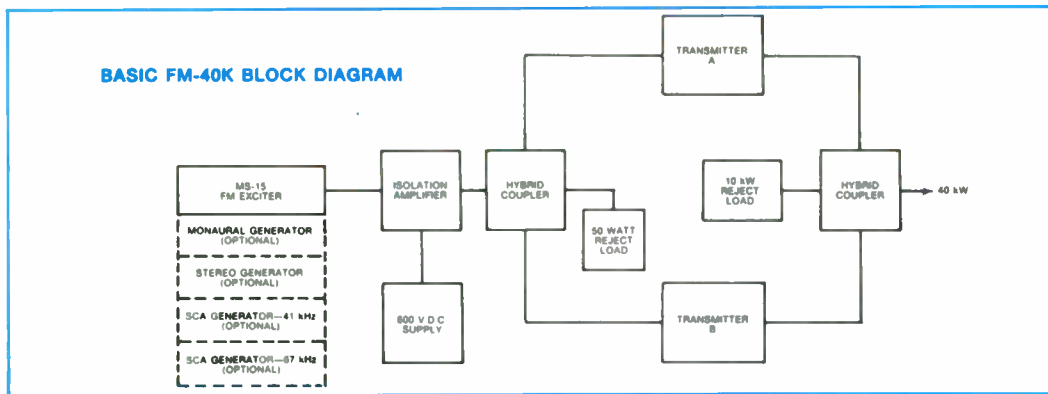 BASIC FM-40K BLOCK DIAGRAM
TRANSMITTER
A
MS-15
FM EXCITER
ISOLATION
AMPLIFIER
HYBRID
COUPLER
10 kW
REJECT
LOAD
HYBRID
COUPLER
40 kW
MONAURAL GENERATOR
(OPTIONAL)
50 WATT
REJECT
LOAD
STEREO GENERATOR
(OPTIONAL)
600 V D C
SUPPLY
TRANSMITTER
B
SCA GENERATOR—41 kHz
(OPTIONAL)
SCA GENERATOR—67 kHz
(OPTIONAL)